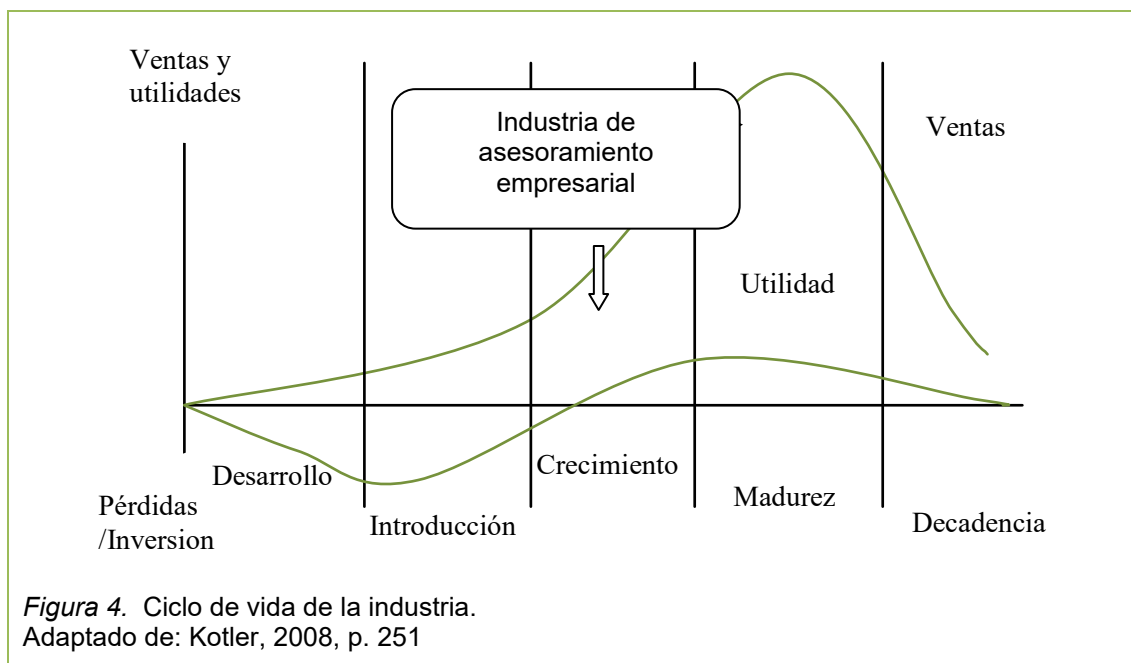 Ventas y
utilidades
Industria de
asesoramiento
empresarial
Ventas
Utilidad
Desarrollo
Crecimiento
Pérdidas
/Inversion
Introducción
Madurez
Decadencia
Figura 4. Ciclo de vida de la industria.
Adaptado de: Kotler, 2008, p. 251